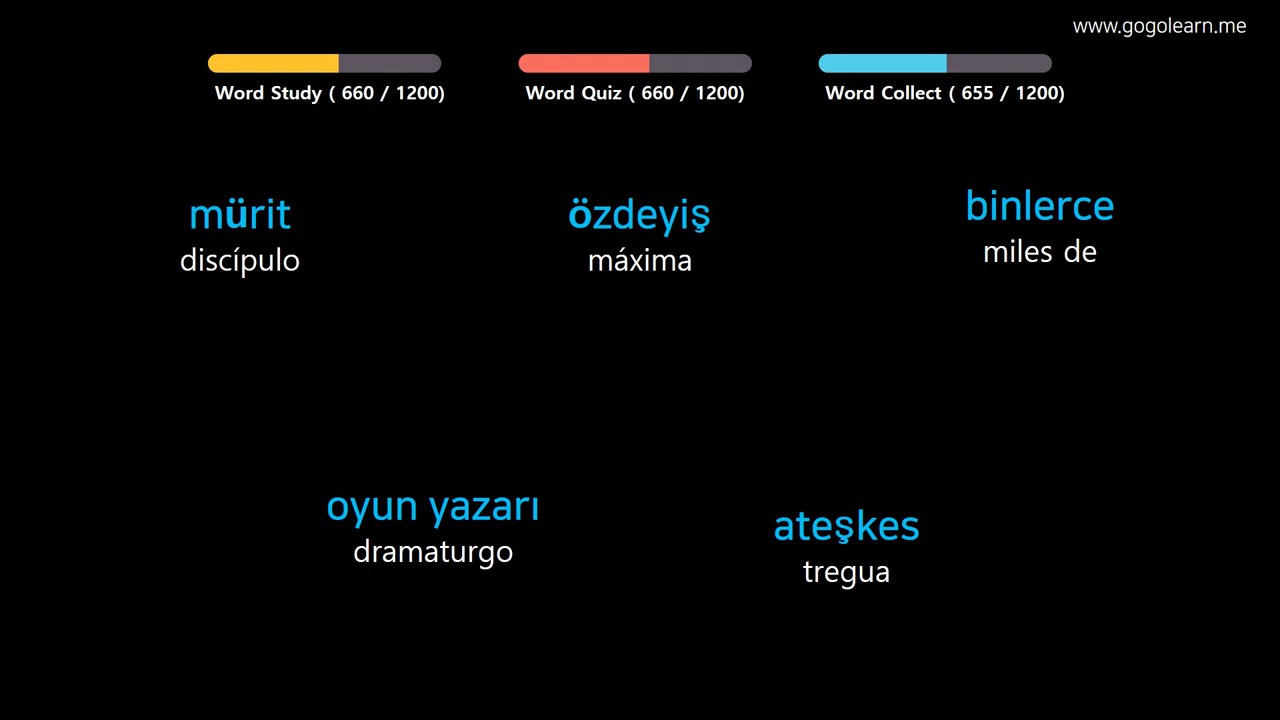 www.gogolearn.me
Word Study ( 660 / 1200)
Word Quiz ( 660 / 1200)
Word Collect ( 655 / 1200)
mürit
discípulo
özdeyiş
máxima
binlerce
miles de
oyun yazarı
dramaturgo
ateşkes
tregua